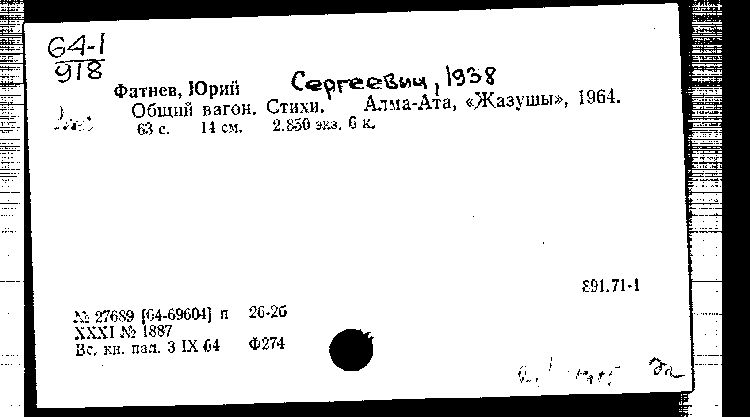 64-1
918
Фатнев, Юрий Сергеевич, 1938
Общий вагон. Стихи. Алма-Ата, «Жазушы», 1964.
63 с. 14 см. 2.850 экз. 6 к.
891.71-1
№ 27689 [64-69604] п 26-26
XXXI № 1887
Вс. кн. пал. 3 IX 64 Ф274